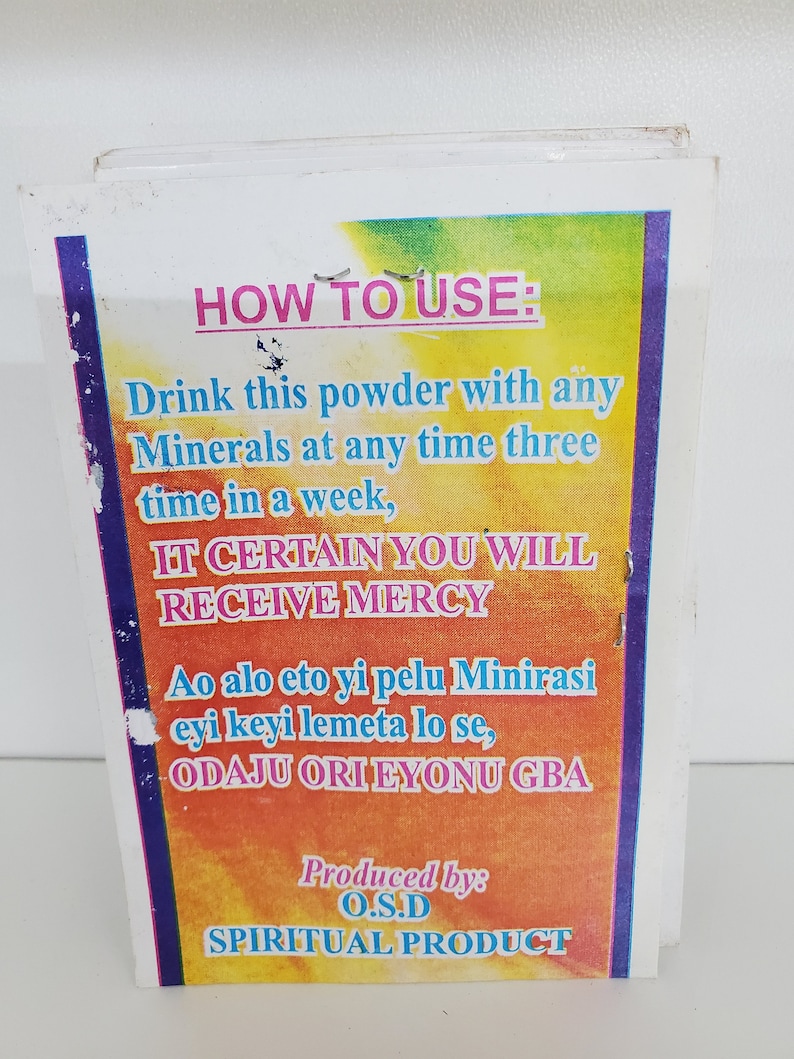 HOW TO USE:
Drink this powder with any
Minerals at any time three
time in a week,
IT CERTAIN YOU WILL
RECEIVE MERCY
Ao alo eto yi pelu Minirasi
eyi keyi lemeta lo se,
ODAJU ORI EYONU GBA
Produced by:
O.S.D
SPIRITUAL PRODUCT